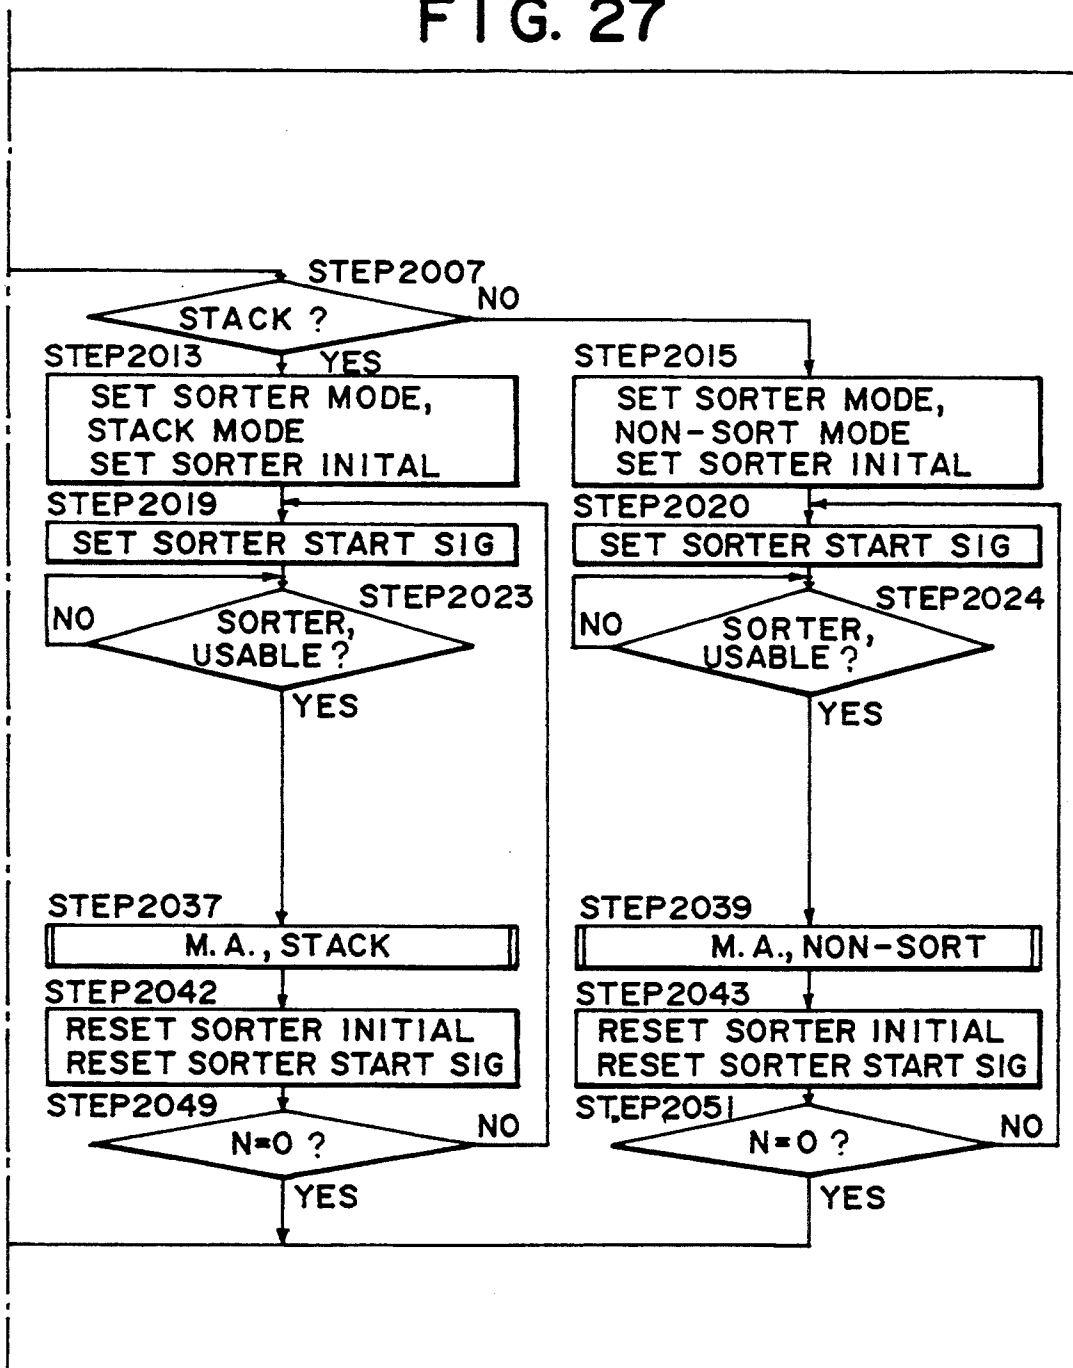 FIG. 27
STEP2007
STACK ?
NO
YES
STEP2013
SET SORTER MODE,
STACK MODE
SET SORTER INITAL
STEP2019
SET SORTER START SIG
STEP2023
NO
SORTER,
USABLE ?
YES
STEP2037
M.A., STACK
STEP2042
RESET SORTER INITIAL
RESET SORTER START SIG
STEP2049
N=0 ?
NO
YES
STEP2015
SET SORTER MODE,
NON-SORT MODE
SET SORTER INITAL
STEP2020
SET SORTER START SIG
STEP2024
NO
SORTER,
USABLE ?
YES
STEP2039
M.A., NON-SORT
STEP2043
RESET SORTER INITIAL
RESET SORTER START SIG
STEP2051
N=0 ?
NO
YES